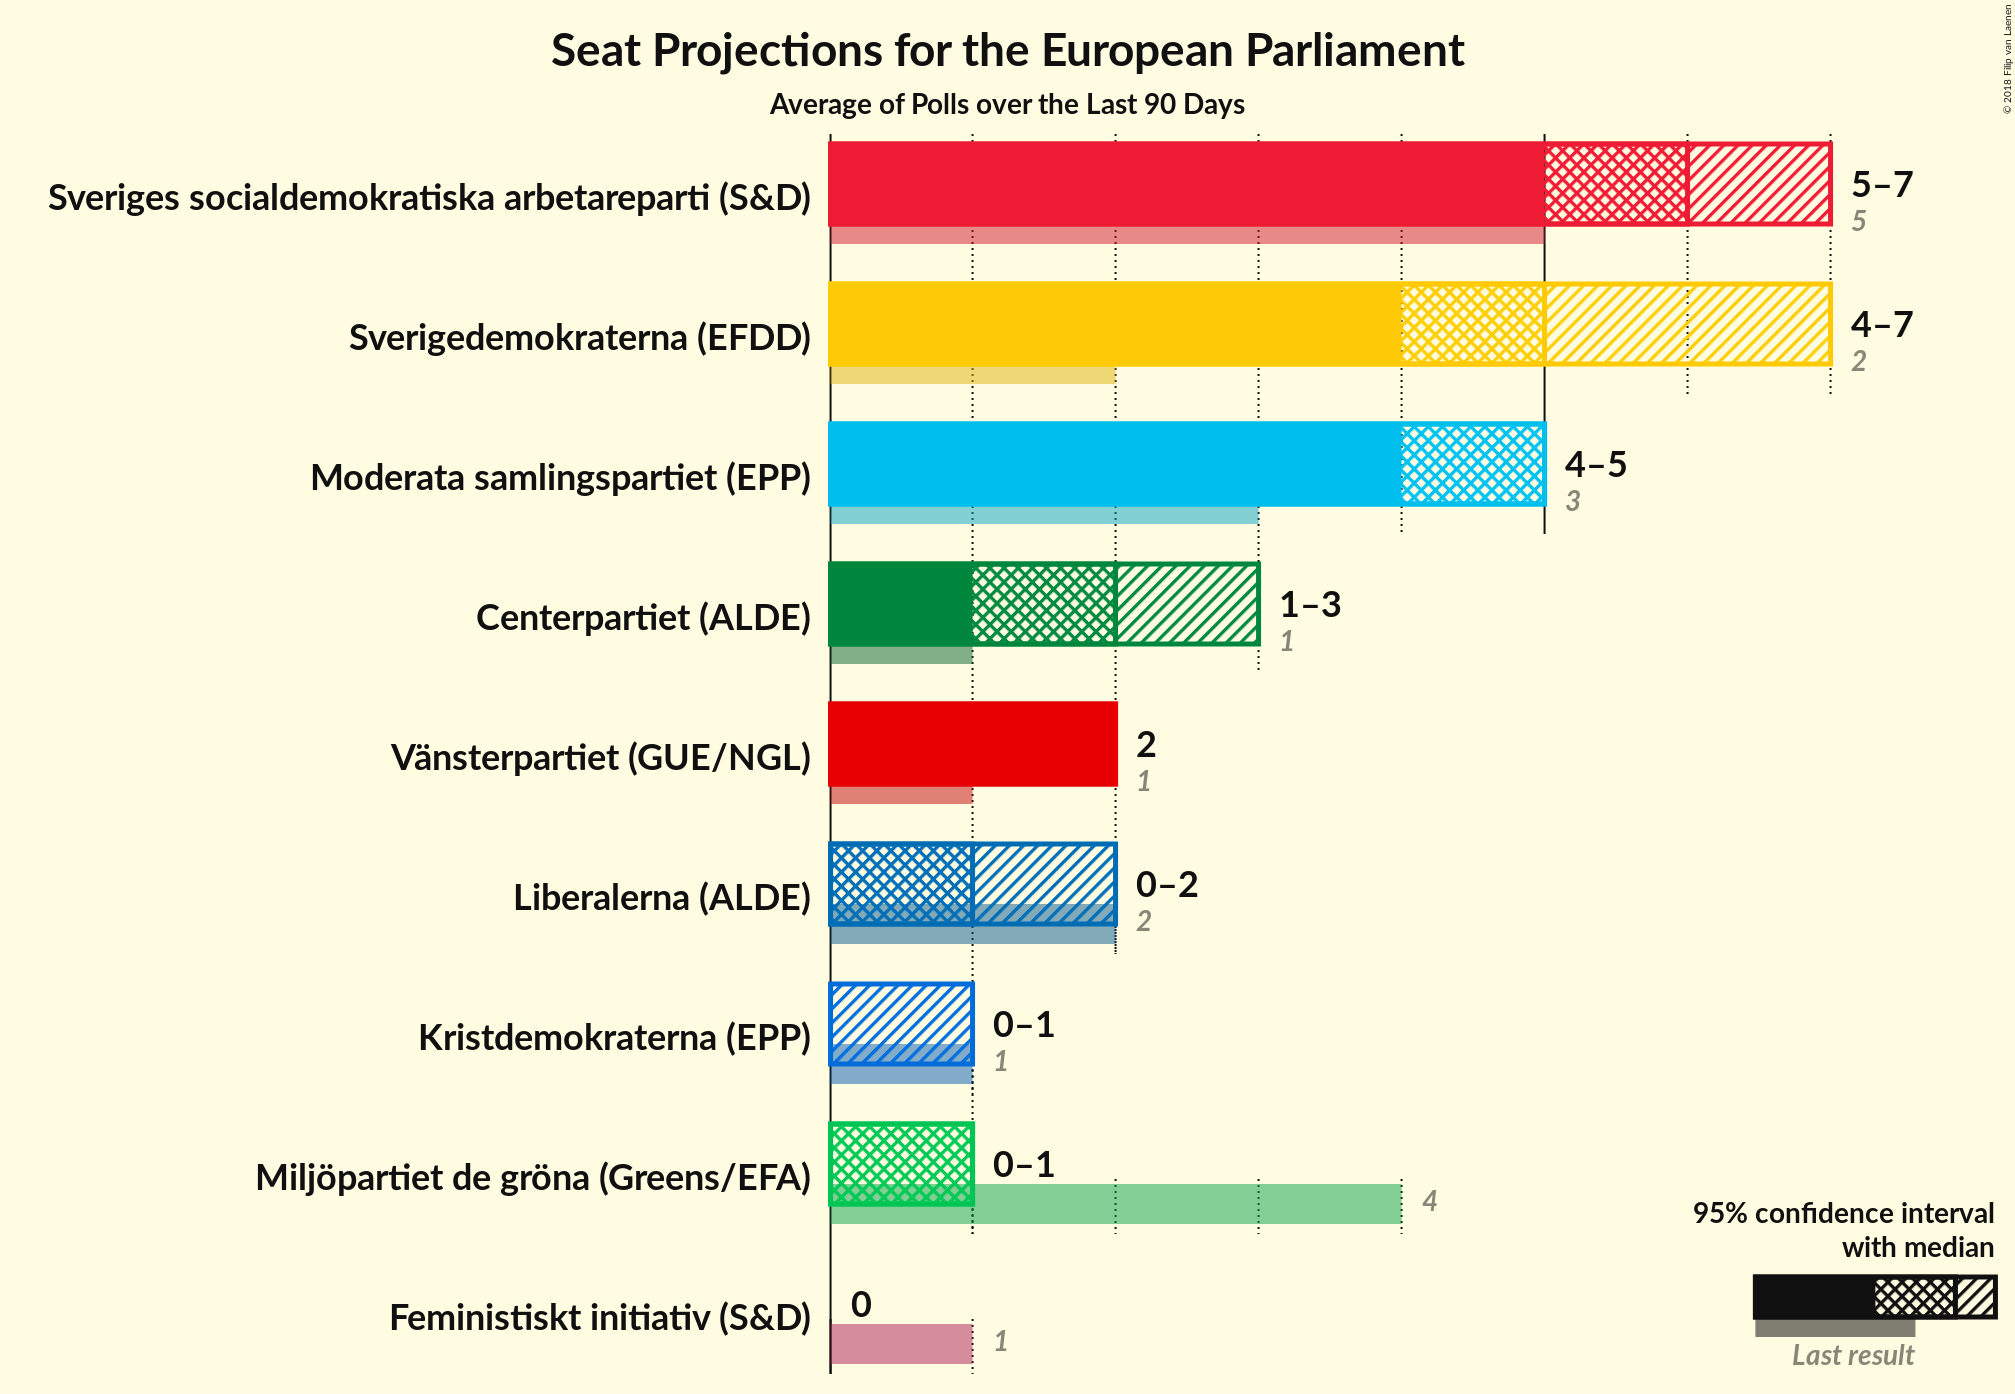 Seat Projections for the European Parliament
Average of Polls over the Last 90 Days
© 2018 Filip van Laenen
Sveriges socialdemokratiska arbetareparti (S&D)
5–7
5
Sverigedemokraterna (EFDD)
4–7
2
Moderata samlingspartiet (EPP)
4–5
3
Centerpartiet (ALDE)
1–3
1
Vänsterpartiet (GUE/NGL)
2
1
Liberalerna (ALDE)
0–2
2
Kristdemokraterna (EPP)
0–1
1
Miljöpartiet de gröna (Greens/EFA)
0–1
4
Feministiskt initiativ (S&D)
0
1
95% confidence interval
with median
Last result